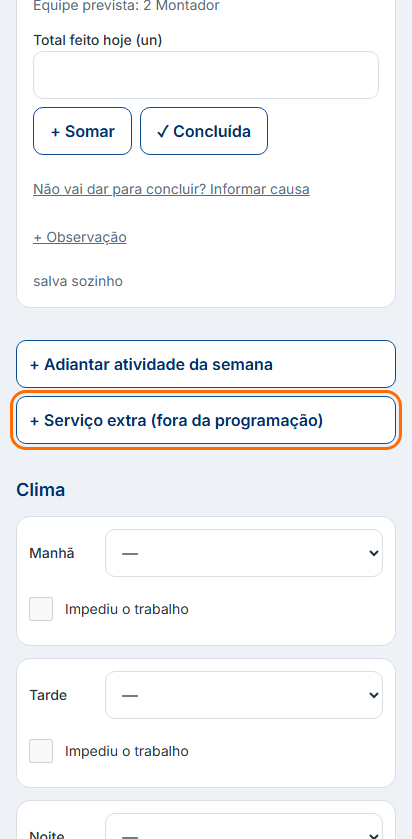 Equipe prevista: 2 Montador
Total feito hoje (un)
+ Somar
✓ Concluída
Não vai dar para concluir? Informar causa
+ Observação
salva sozinho
+ Adiantar atividade da semana
+ Serviço extra (fora da programação)
Clima
Manhã
—
Impediu o trabalho
Tarde
—
Impediu o trabalho
Noite
—